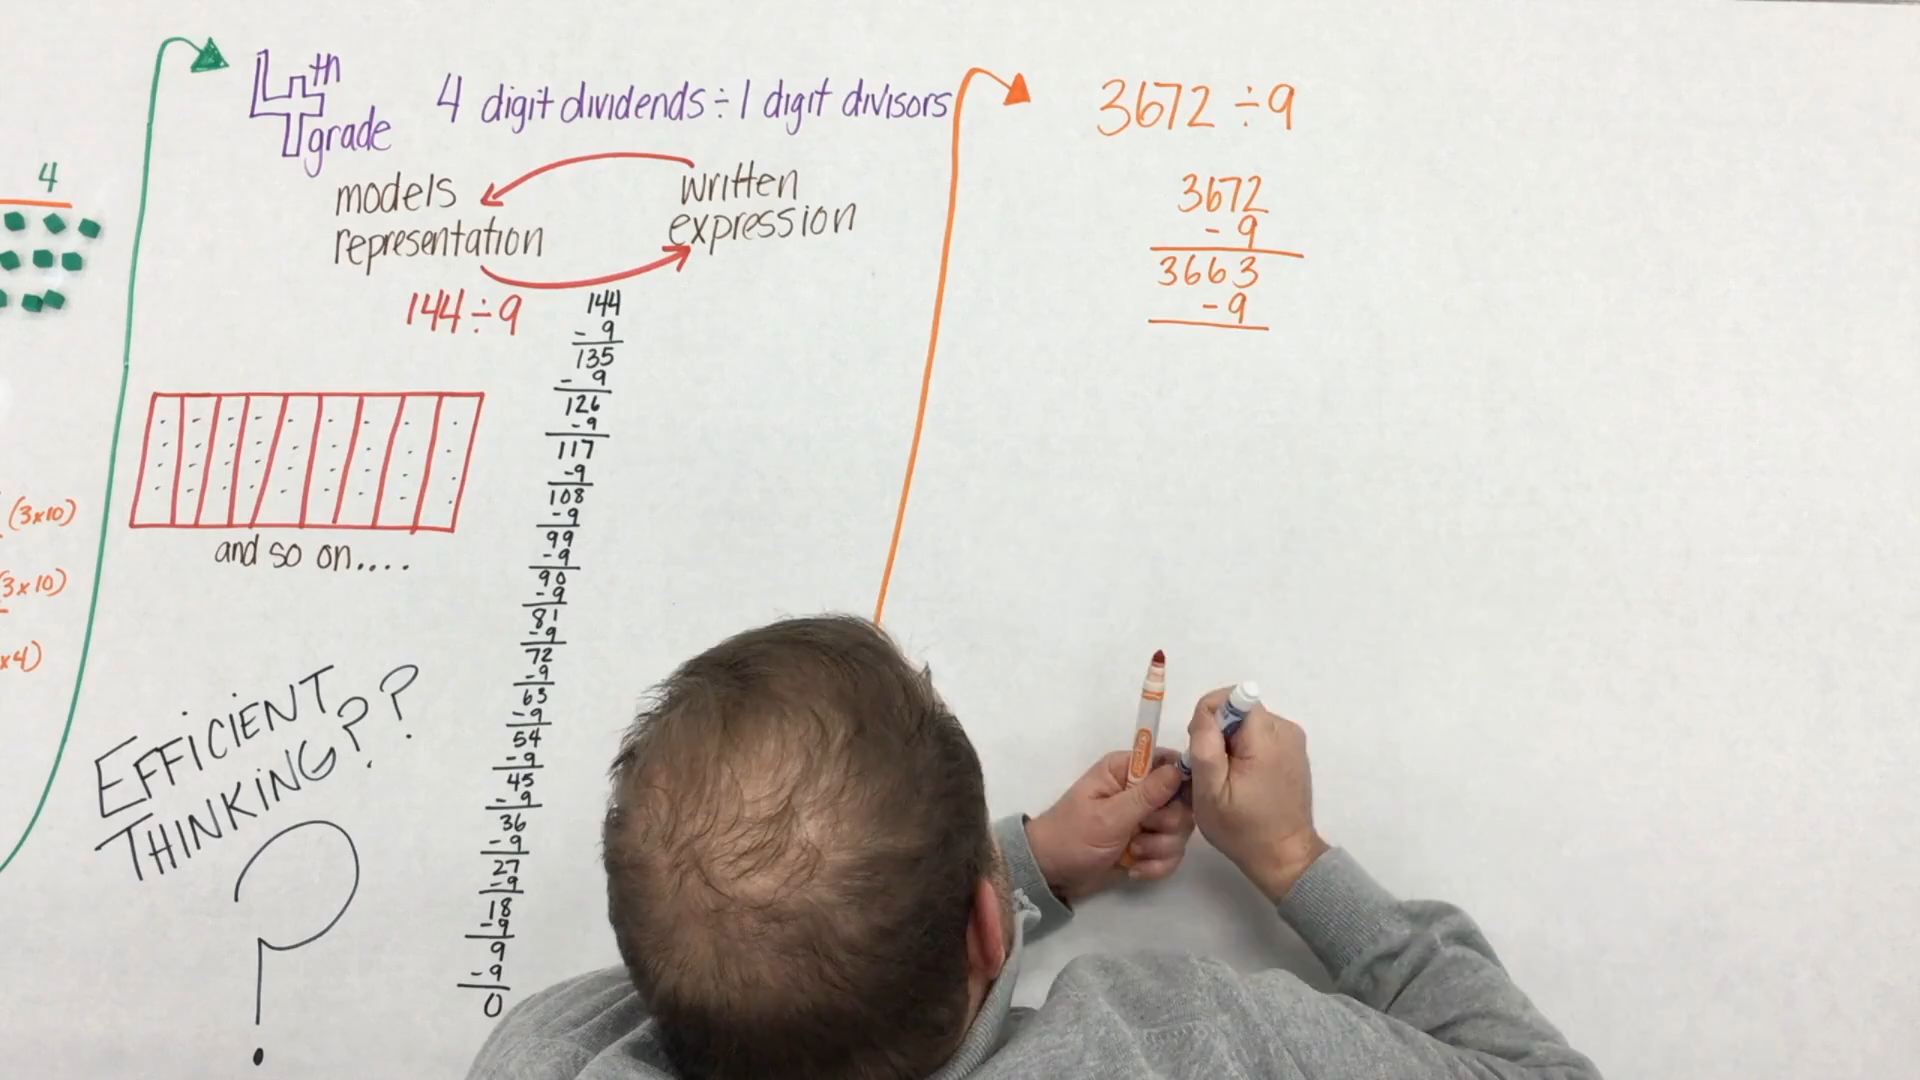 4
(3x10)
3x10)
x4)
4th grade
4 digit dividends ÷ 1 digit divisors
models
representation
written
expression
144 ÷ 9
144
- 9
135
- 9
126
- 9
117
-9
108
-9
99
-9
90
-9
81
-9
72
-9
63
-9
54
-9
45
-9
36
-9
27
-9
18
-9
9
-9
0
and so on....
EFFICIENT
THINKING??
?
3672 ÷ 9
3672
- 9
3663
- 9